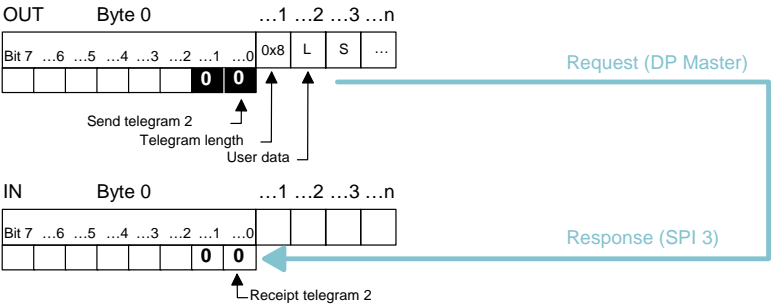 OUT Byte 0 …1 …2 …3 …n
Bit 7 …6 …5 …4 …3 …2 …1 …0 0x8 L S …
0 0
Request (DP Master)
Send telegram 2
Telegram length
User data
IN Byte 0 …1 …2 …3 …n
Bit 7 …6 …5 …4 …3 …2 …1 …0
0 0
Response (SPI 3)
Receipt telegram 2